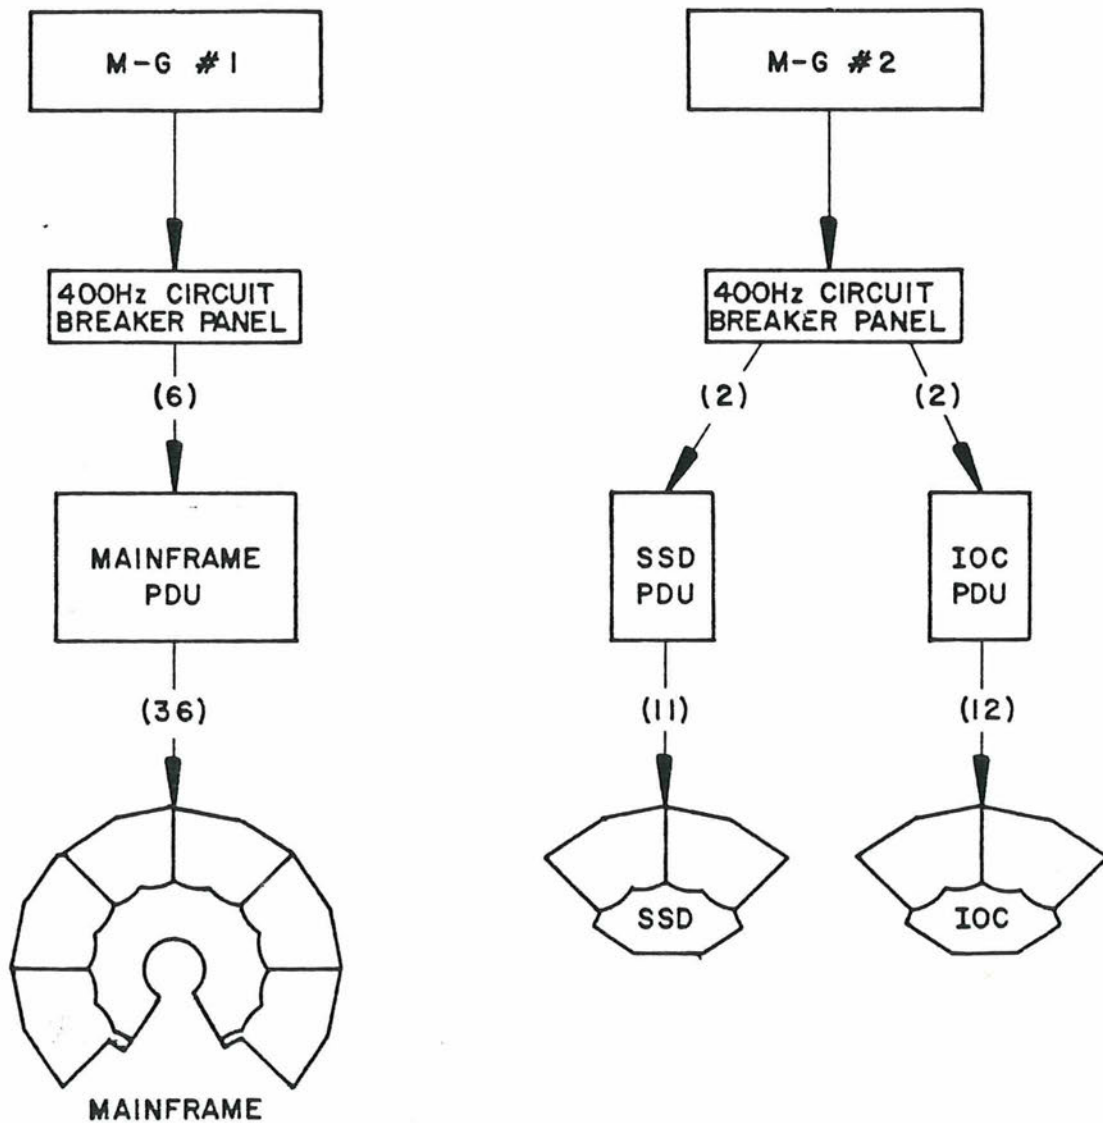 M-G #1
M-G #2
400Hz CIRCUIT
BREAKER PANEL
400Hz CIRCUIT
BREAKER PANEL
(6)
(2)
(2)
MAINFRAME
PDU
SSD
PDU
IOC
PDU
(36)
(11)
(12)
SSD
IOC
MAINFRAME